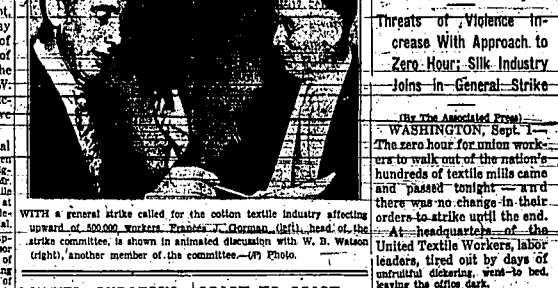 WITH a general strike called for the cotton textile industry affecting
upward of 500,000 workers Francis J. Gorman (left), head of the
strike committee, is shown in animated discussion with W. B. Watson
(right), another member of the committee.—(AP) Photo.
Threats of Violence In-
crease With Approach to
Zero Hour; Silk Industry
Joins in General Strike
(By The Associated Press)
WASHINGTON, Sept. 1—
The zero hour for union work-
ers to walk out of the nation's
hundreds of textile mills came
and passed tonight — and
there was no change in their
orders to strike until the end.
At headquarters of the
United Textile Workers, labor
leaders, tired out by days of
unfruitful dickering, went to bed,
leaving the office dark.